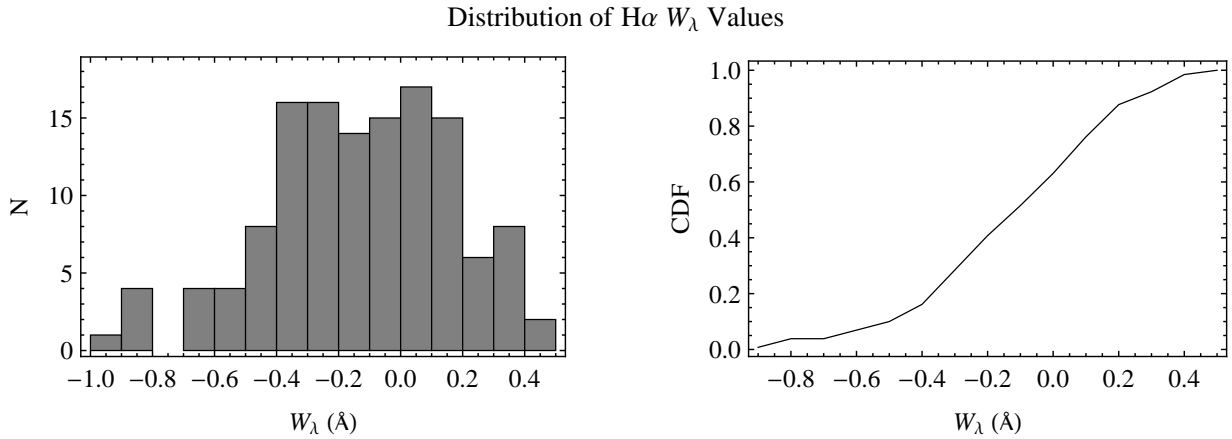 Distribution of Hα W_λ Values
N
15
10
5
0
−1.0 −0.8 −0.6 −0.4 −0.2 0.0 0.2 0.4
W_λ (Å)
CDF
1.0
0.8
0.6
0.4
0.2
0.0
−0.8 −0.6 −0.4 −0.2 0.0 0.2 0.4
W_λ (Å)